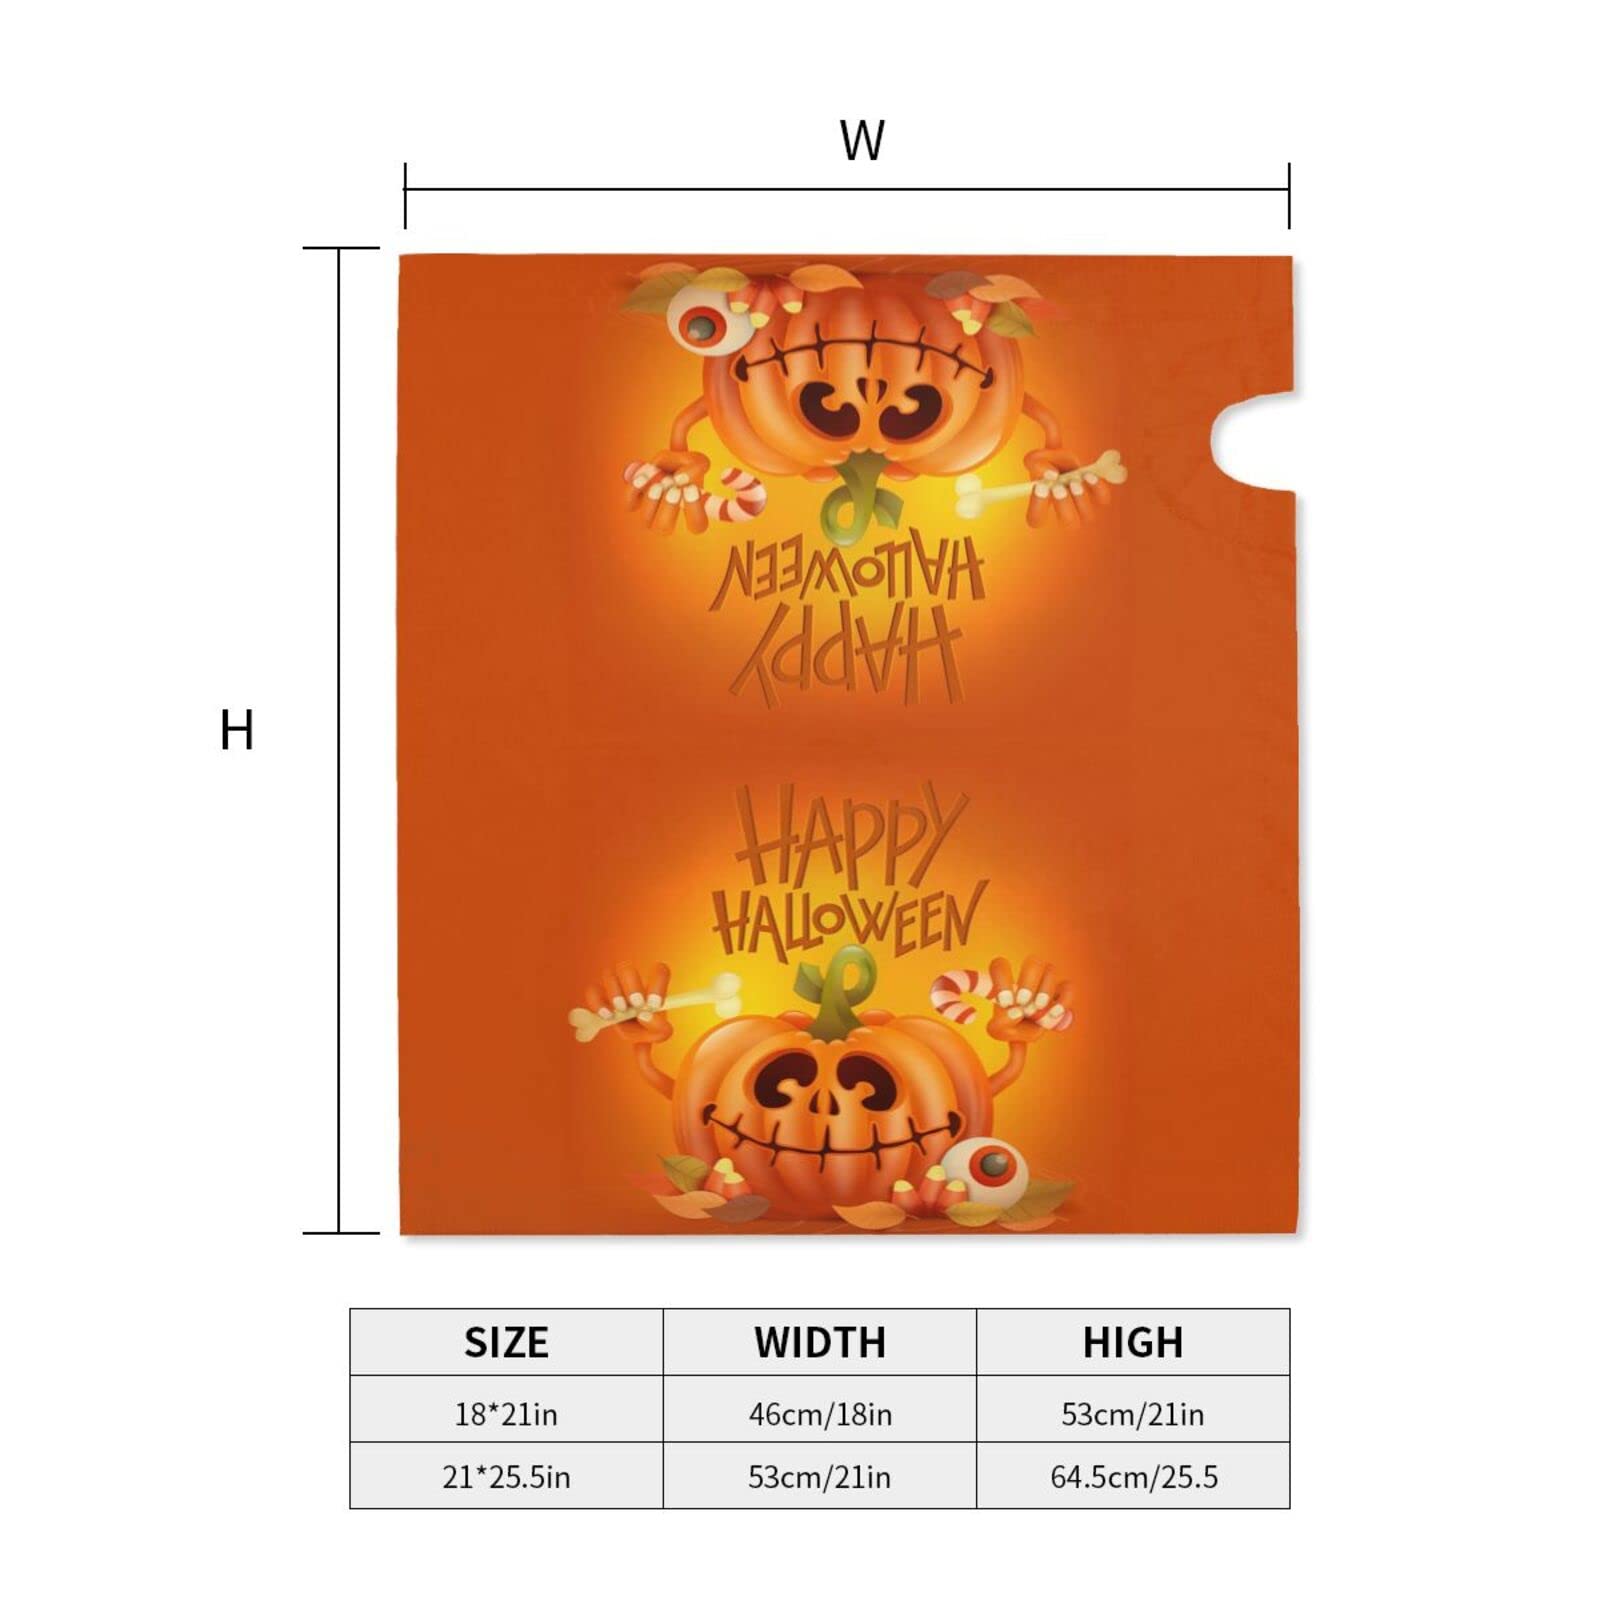 W
H
HAPPY
HALLOWEEN
HAPPY
HALLOWEEN
SIZE WIDTH HIGH
18*21in 46cm/18in 53cm/21in
21*25.5in 53cm/21in 64.5cm/25.5